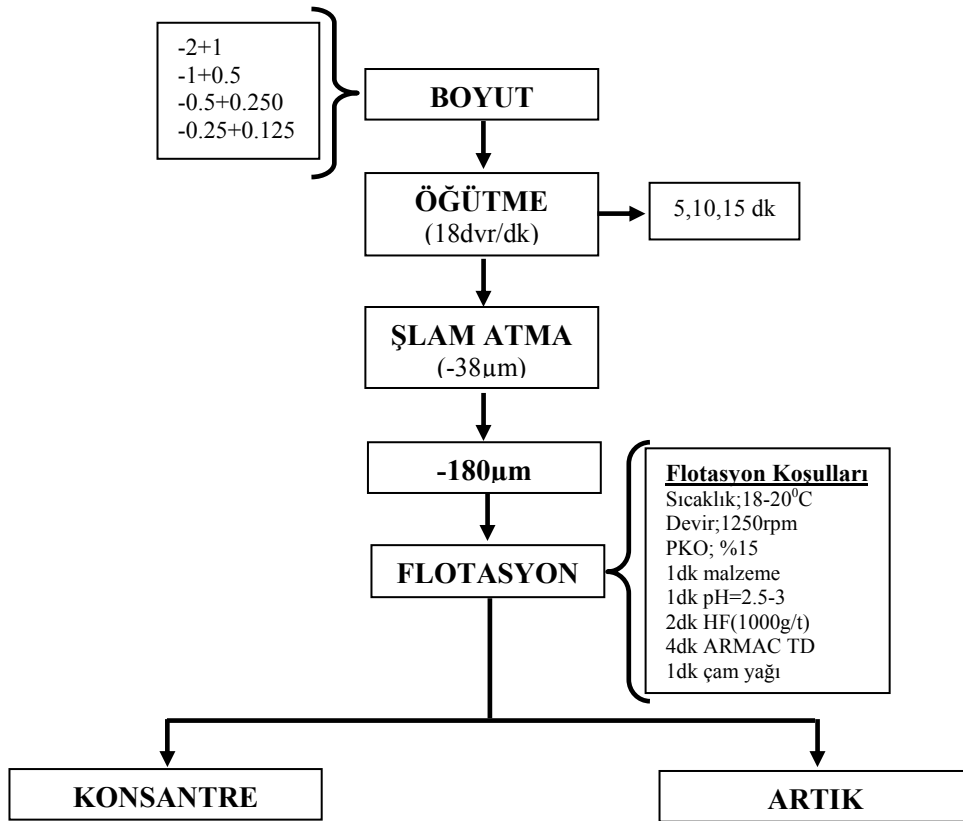 -2+1
-1+0.5
-0.5+0.250
-0.25+0.125
BOYUT
ÖĞÜTME
(18dvr/dk)
5,10,15 dk
ŞLAM ATMA
(-38µm)
-180µm
FLOTASYON
Flotasyon Koşulları
Sıcaklık;18-20⁰C
Devir;1250rpm
PKO; %15
1dk malzeme
1dk pH=2.5-3
2dk HF(1000g/t)
4dk ARMAC TD
1dk çam yağı
KONSANTRE
ARTIK